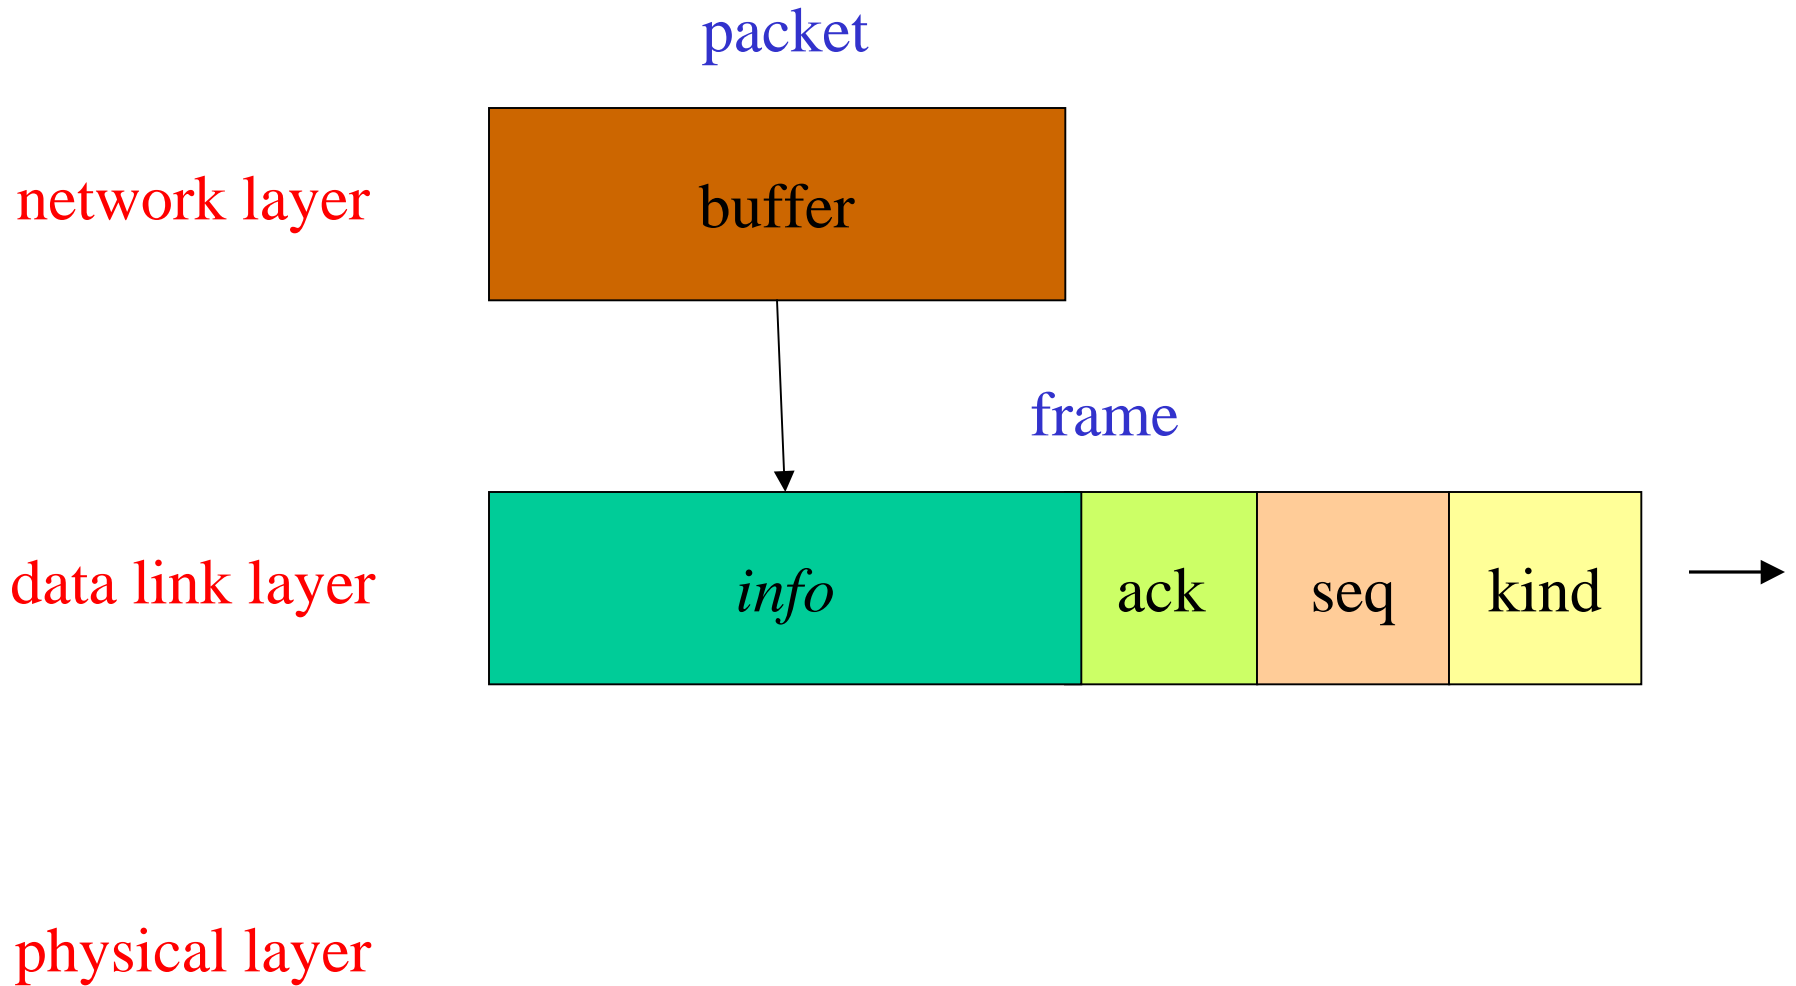 packet
network layer
buffer
frame
data link layer
info
ack
seq
kind
physical layer